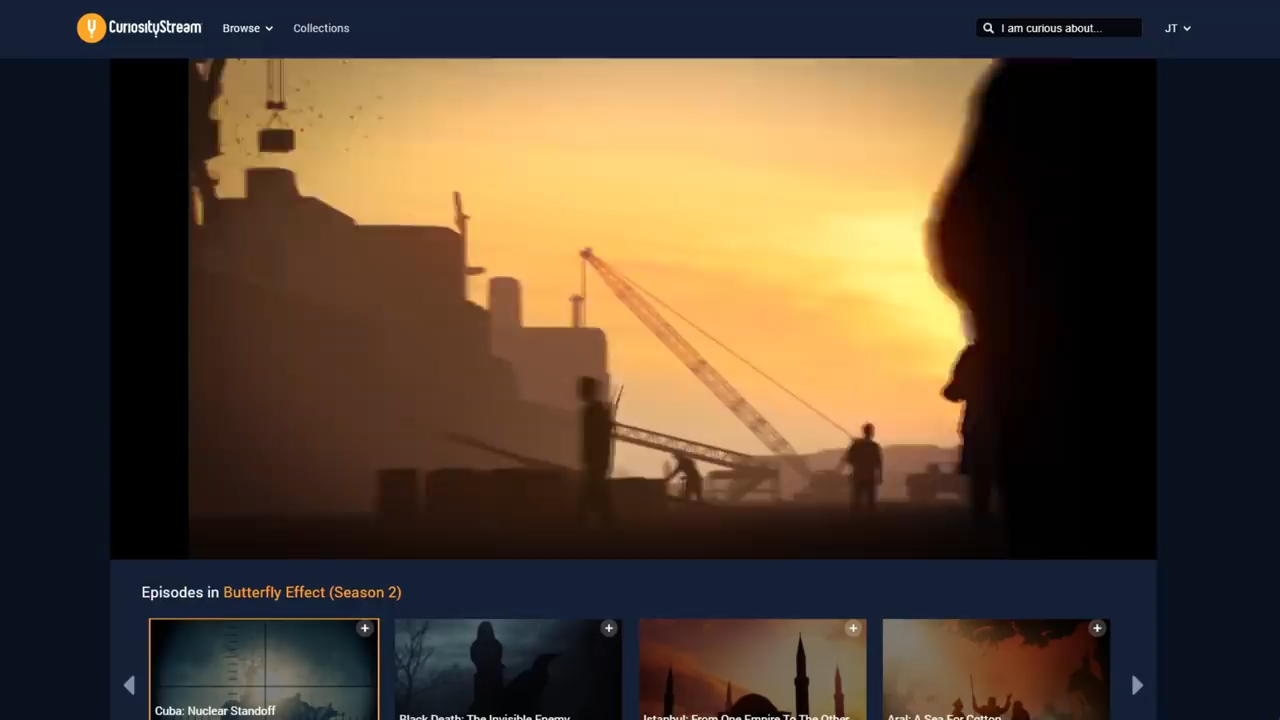 CuriosityStream
Browse
Collections
I am curious about...
JT
Episodes in Butterfly Effect (Season 2)
Cuba: Nuclear Standoff
Black Death: The Invisible Enemy
Istanbul: From One Empire To The Other
Aral: A Sea For Cotton